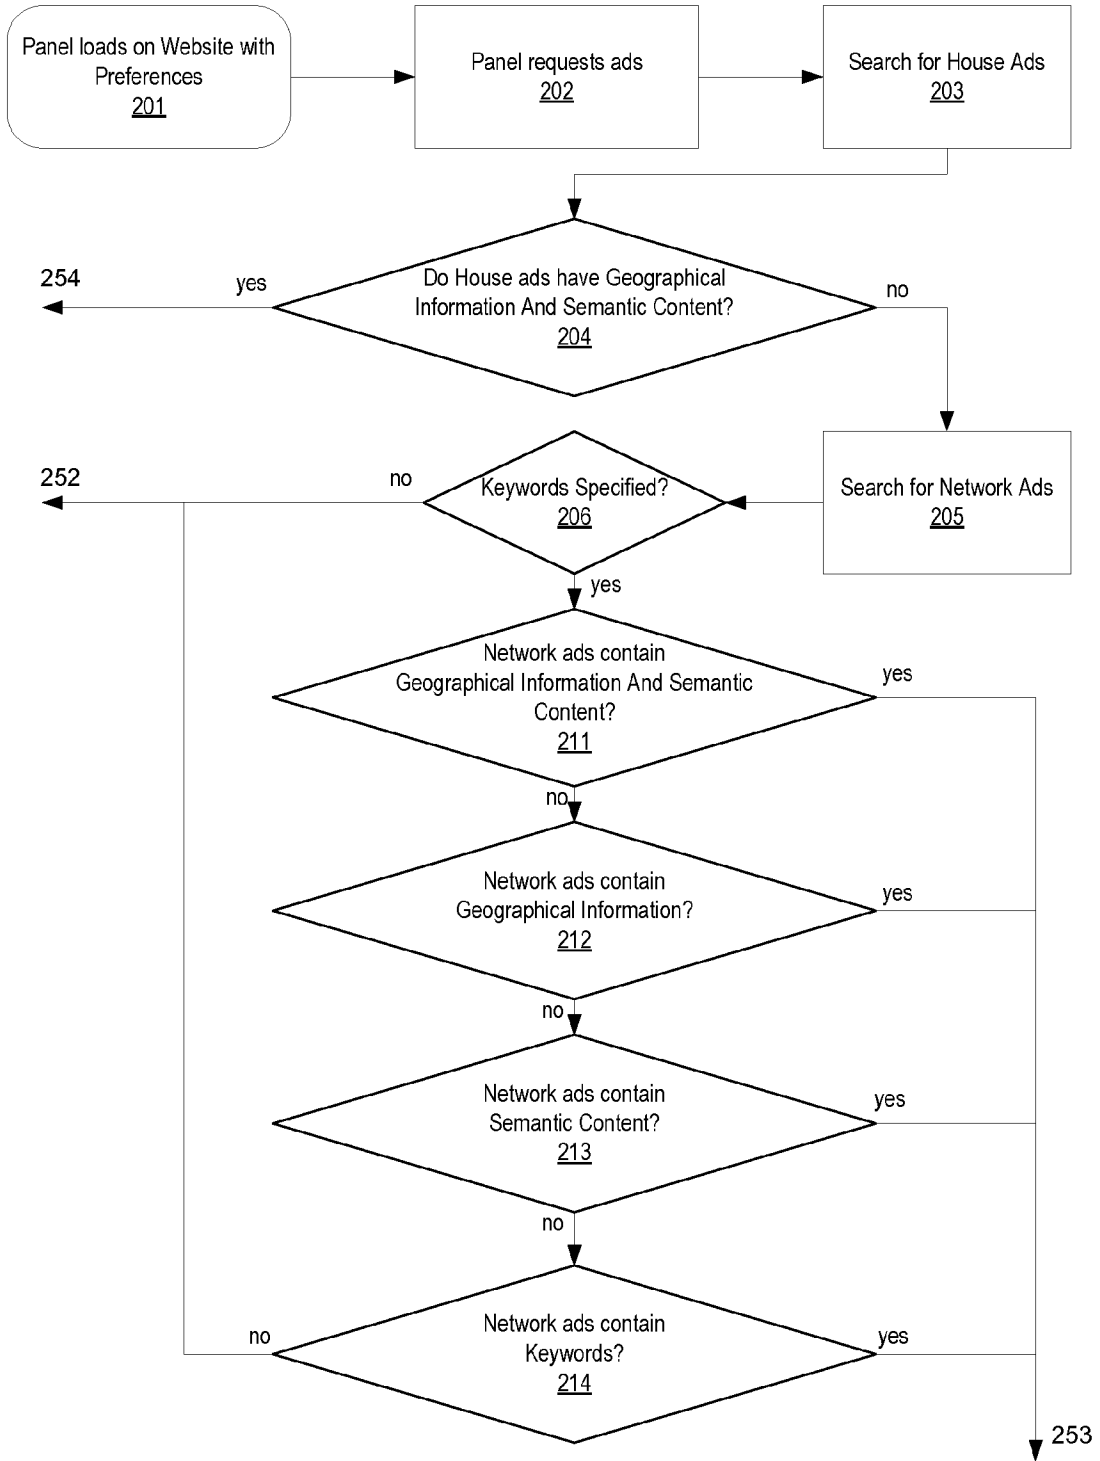 Panel loads on Website with
Preferences
201
Panel requests ads
202
Search for House Ads
203
254
yes
Do House ads have Geographical
Information And Semantic Content?
204
no
252
no
Keywords Specified?
206
Search for Network Ads
205
yes
Network ads contain
Geographical Information And Semantic
Content?
211
yes
no
Network ads contain
Geographical Information?
212
yes
no
Network ads contain
Semantic Content?
213
yes
no
Network ads contain
Keywords?
214
no
yes
253